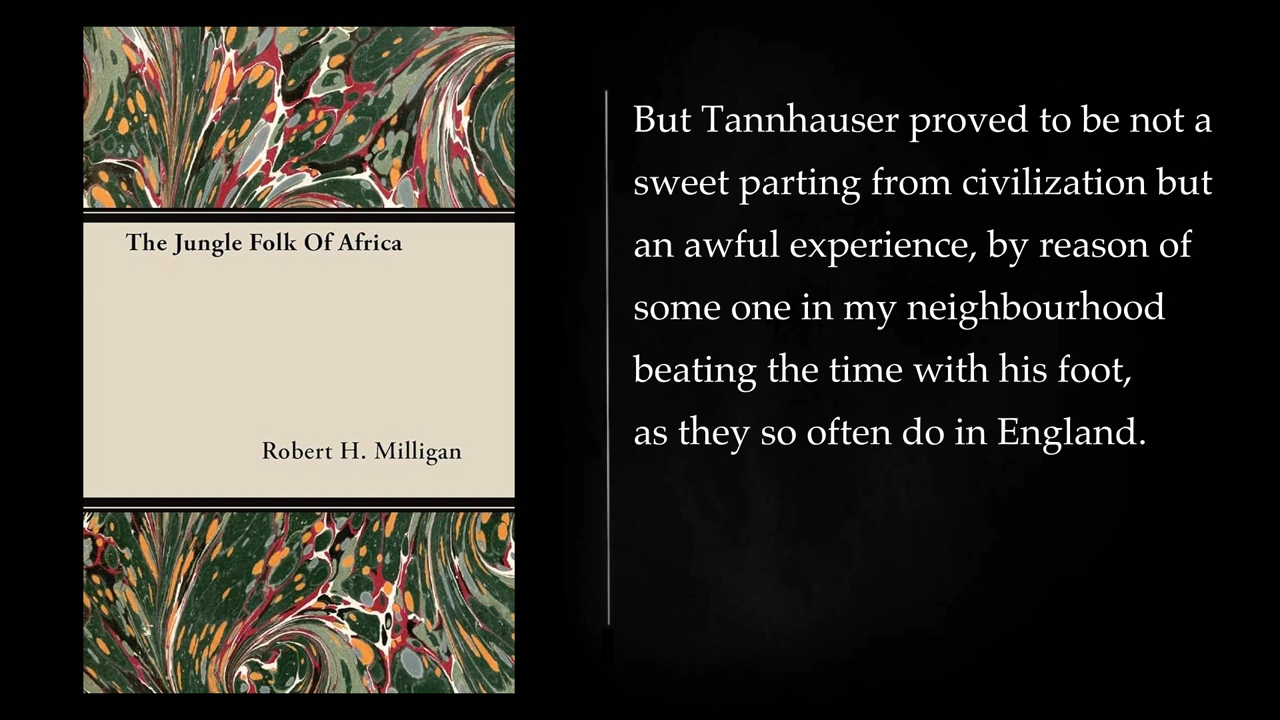 The Jungle Folk Of Africa
Robert H. Milligan
But Tannhauser proved to be not a
sweet parting from civilization but
an awful experience, by reason of
some one in my neighbourhood
beating the time with his foot,
as they so often do in England.